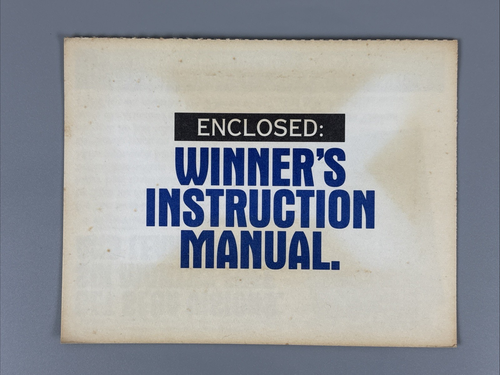 ENCLOSED:
WINNER'S
INSTRUCTION
MANUAL.